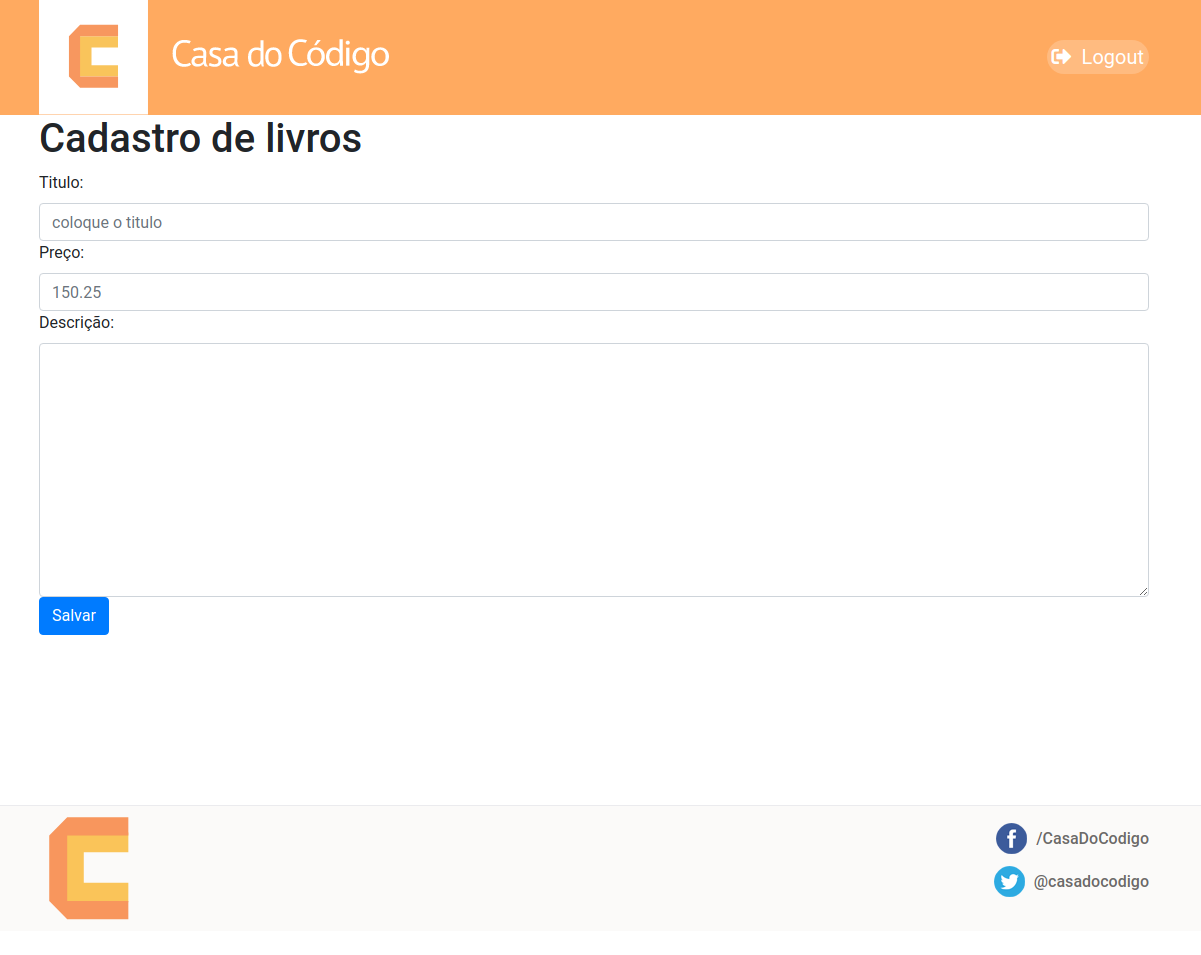 Casa do Código
Logout
Cadastro de livros
Titulo:
coloque o titulo
Preço:
150.25
Descrição:
Salvar
/CasaDoCodigo
@casadocodigo